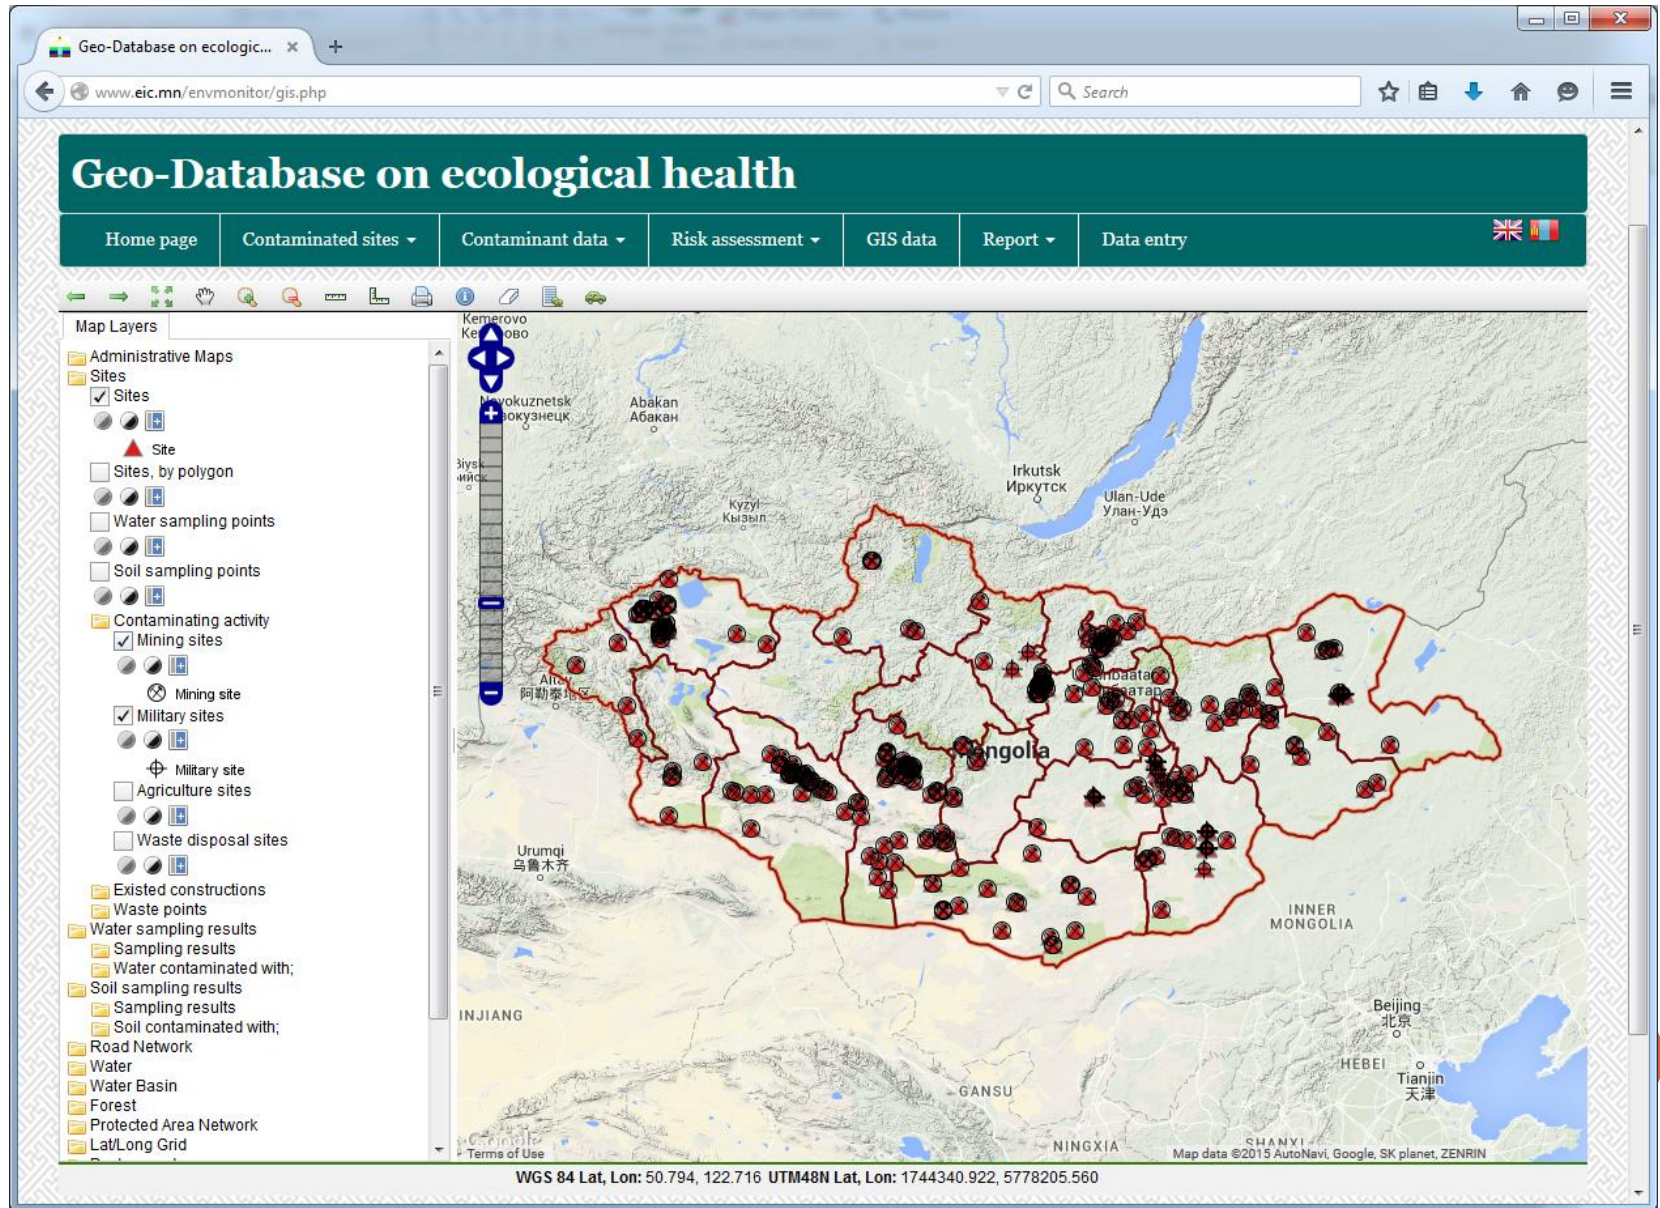 Geo-Database on ecologic...
www.eic.mn/envmonitor/gis.php
Search
Geo-Database on ecological health
Home page
Contaminated sites
Contaminant data
Risk assessment
GIS data
Report
Data entry
Map Layers
Administrative Maps
Sites
Sites
Site
Sites, by polygon
Water sampling points
Soil sampling points
Contaminating activity
Mining sites
Mining site
Military sites
Military site
Agriculture sites
Waste disposal sites
Existed constructions
Waste points
Water sampling results
Sampling results
Water contaminated with;
Soil sampling results
Sampling results
Soil contaminated with;
Road Network
Water
Water Basin
Forest
Protected Area Network
Lat/Long Grid
Kemerovo
Abakan
Абакан
Irkutsk
Иркутск
Ulan-Ude
Улан-Удэ
Kyzyl
Кызыл
Urumqi
乌鲁木齐
INNER
MONGOLIA
INJIANG
Beijing
北京
HEBEI
Tianjin
天津
GANSU
NINGXIA
SHANXI
Terms of Use
Map data ©2015 AutoNavi, Google, SK planet, ZENRIN
WGS 84 Lat, Lon: 50.794, 122.716 UTM48N Lat, Lon: 1744340.922, 5778205.560